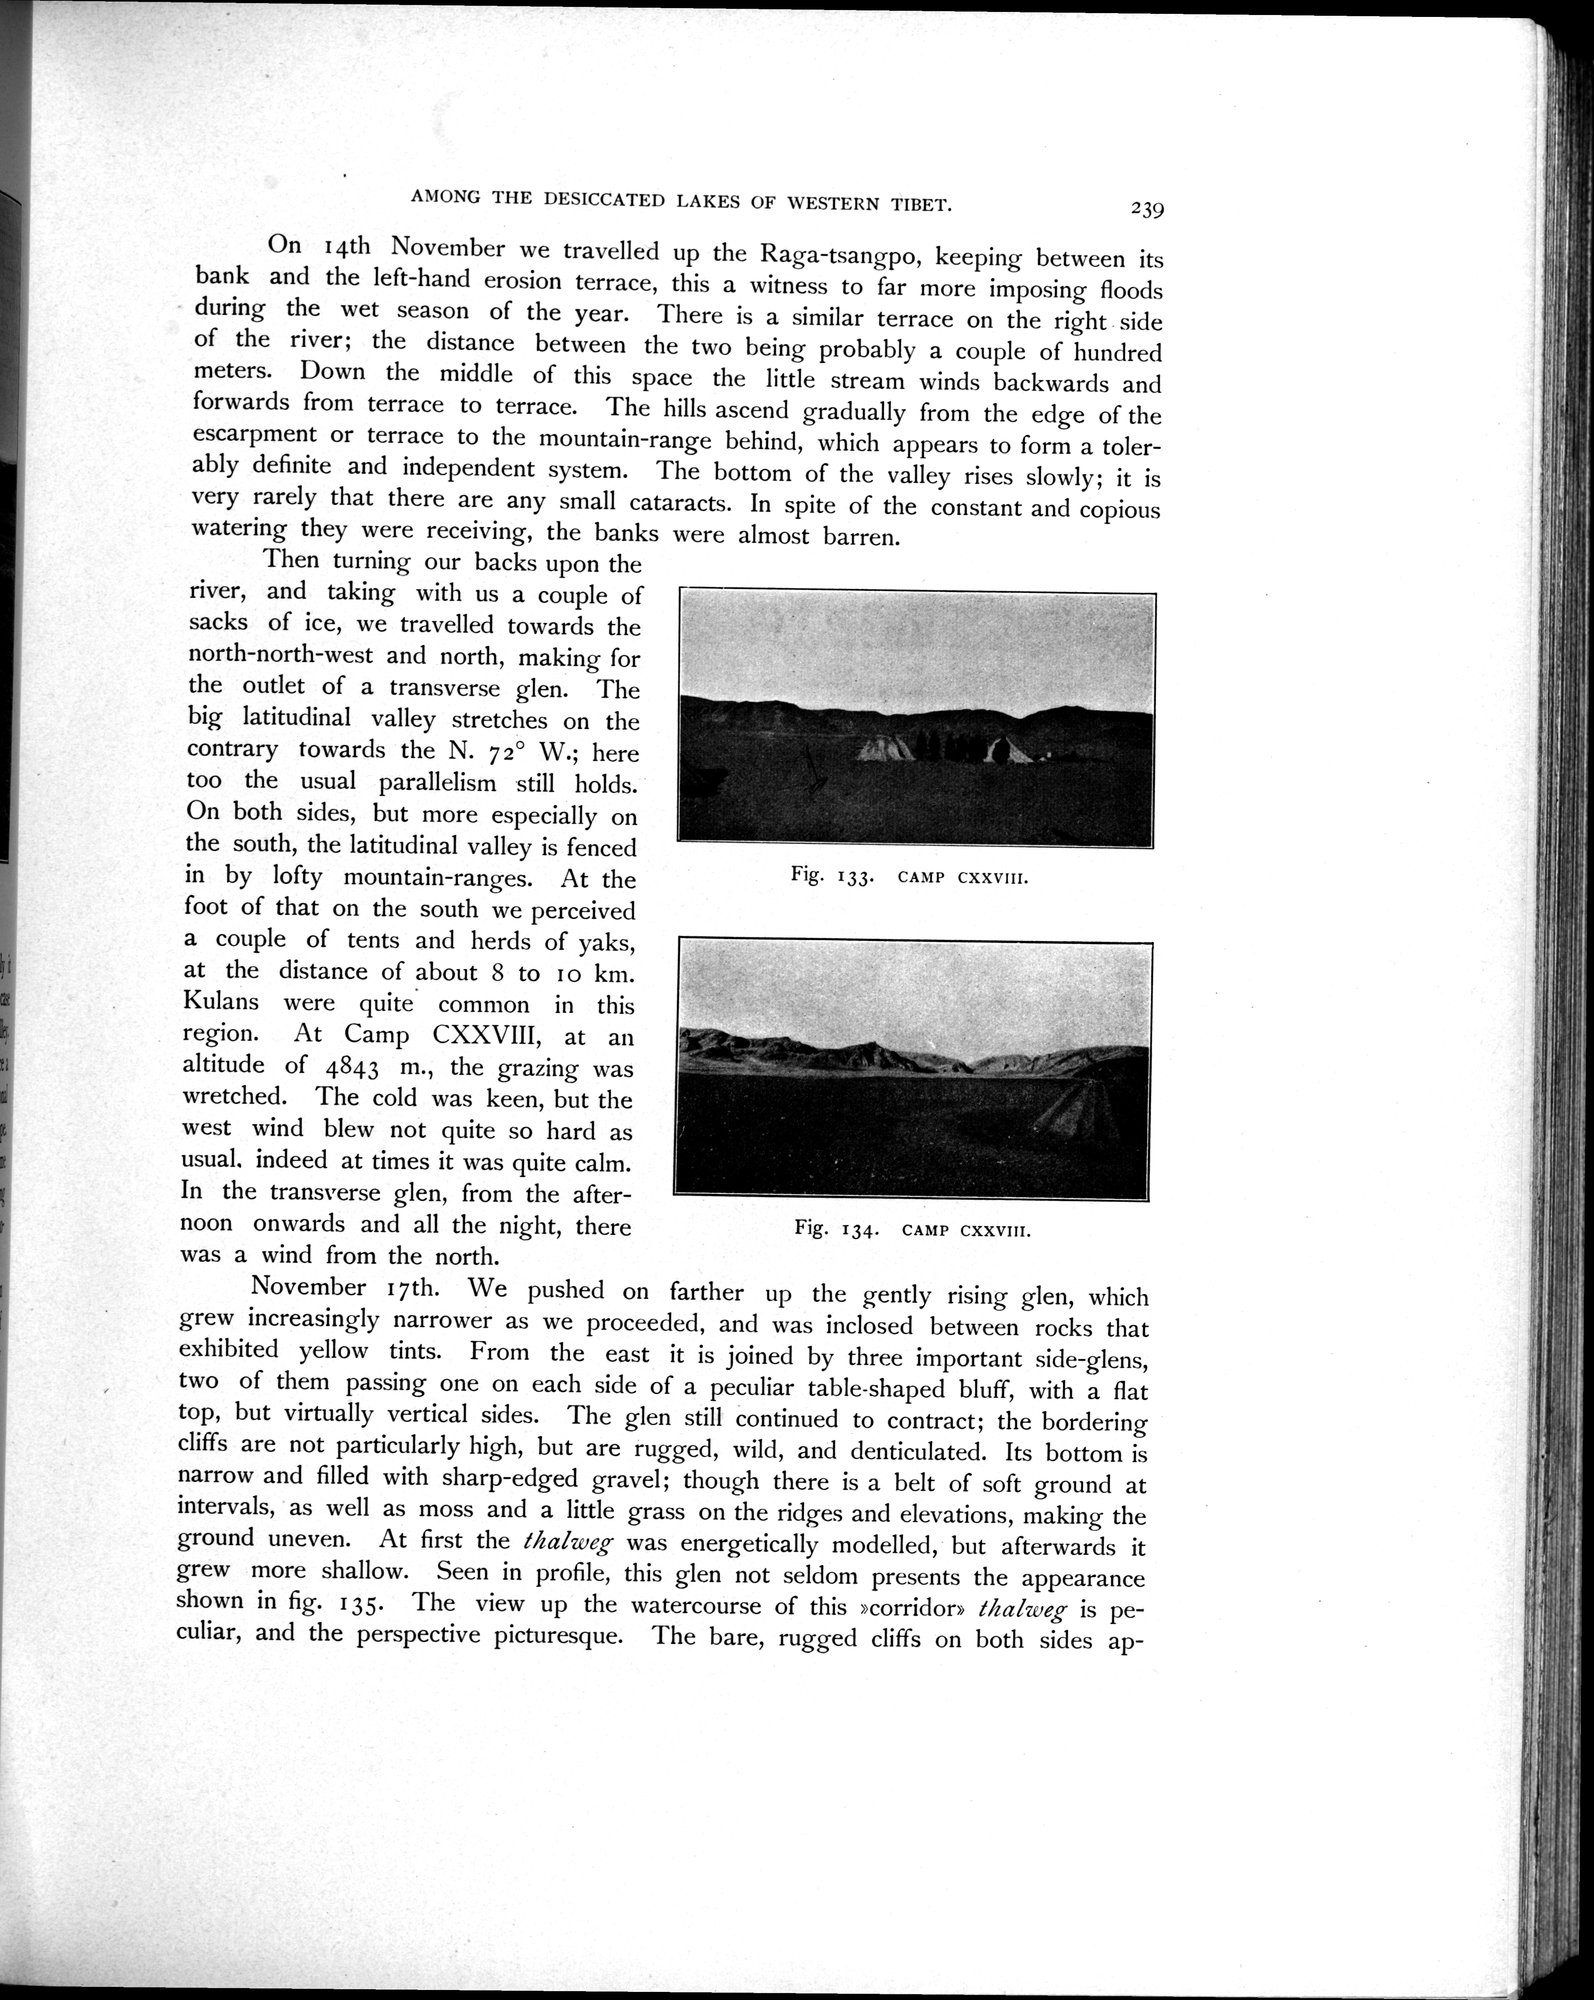 AMONG THE DESICCATED LAKES OF WESTERN TIBET. 239
On 14th November we travelled up the Raga-tsangpo, keeping between its
bank and the left-hand erosion terrace, this a witness to far more imposing floods
during the wet season of the year. There is a similar terrace on the right side
of the river; the distance between the two being probably a couple of hundred
meters. Down the middle of this space the little stream winds backwards and
forwards from terrace to terrace. The hills ascend gradually from the edge of the
escarpment or terrace to the mountain-range behind, which appears to form a toler-
ably definite and independent system. The bottom of the valley rises slowly; it is
very rarely that there are any small cataracts. In spite of the constant and copious
watering they were receiving, the banks were almost barren.
Then turning our backs upon the
river, and taking with us a couple of
sacks of ice, we travelled towards the
north-north-west and north, making for
the outlet of a transverse glen. The
big latitudinal valley stretches on the
contrary towards the N. 72° W.; here
too the usual parallelism still holds.
On both sides, but more especially on
the south, the latitudinal valley is fenced
in by lofty mountain-ranges. At the
foot of that on the south we perceived
a couple of tents and herds of yaks,
at the distance of about 8 to 10 km.
Kulans were quite common in this
region. At Camp CXXVIII, at an
altitude of 4843 m., the grazing was
wretched. The cold was keen, but the
west wind blew not quite so hard as
usual. indeed at times it was quite calm.
In the transverse glen, from the after-
noon onwards and all the night, there
was a wind from the north.
Fig. 133. CAMP CXXVIII.
Fig. 134. CAMP CXXVIII.
November 17th. We pushed on farther up the gently rising glen, which
grew increasingly narrower as we proceeded, and was inclosed between rocks that
exhibited yellow tints. From the east it is joined by three important side-glens,
two of them passing one on each side of a peculiar table-shaped bluff, with a flat
top, but virtually vertical sides. The glen still continued to contract; the bordering
cliffs are not particularly high, but are rugged, wild, and denticulated. Its bottom is
narrow and filled with sharp-edged gravel; though there is a belt of soft ground at
intervals, as well as moss and a little grass on the ridges and elevations, making the
ground uneven. At first the thalweg was energetically modelled, but afterwards it
grew more shallow. Seen in profile, this glen not seldom presents the appearance
shown in fig. 135. The view up the watercourse of this »corridor» thalweg is pe-
culiar, and the perspective picturesque. The bare, rugged cliffs on both sides ap-